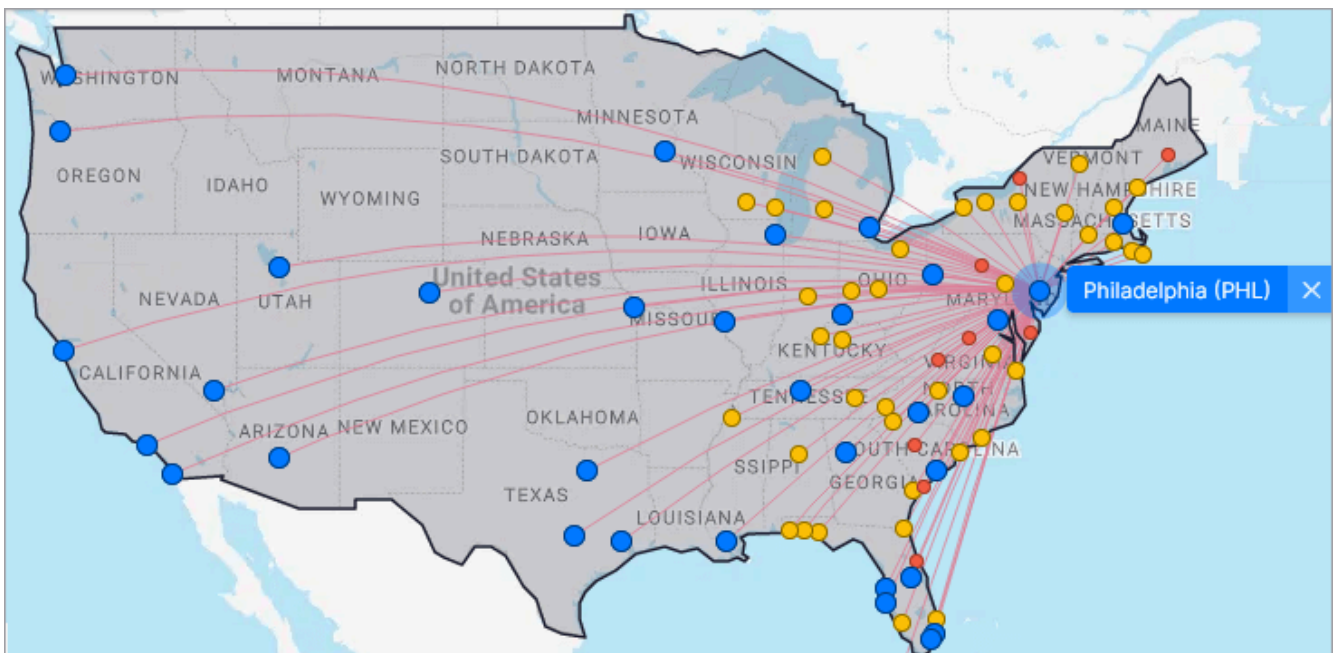 WASHINGTON
MONTANA
NORTH DAKOTA
MINNESOTA
MAINE
OREGON
IDAHO
SOUTH DAKOTA
WISCONSIN
VERMONT
WYOMING
NEW HAMPSHIRE
MASSACHUSETTS
NEBRASKA
IOWA
United States
of America
NEVADA
UTAH
ILLINOIS
OHIO
MARYL
Philadelphia (PHL)
MISSOURI
KENTUCKY
VIRGINIA
CALIFORNIA
TENNESSEE
NORTH
CAROLINA
OKLAHOMA
ARIZONA
NEW MEXICO
SSIPPI
SOUTH CAROLINA
GEORGIA
TEXAS
LOUISIANA